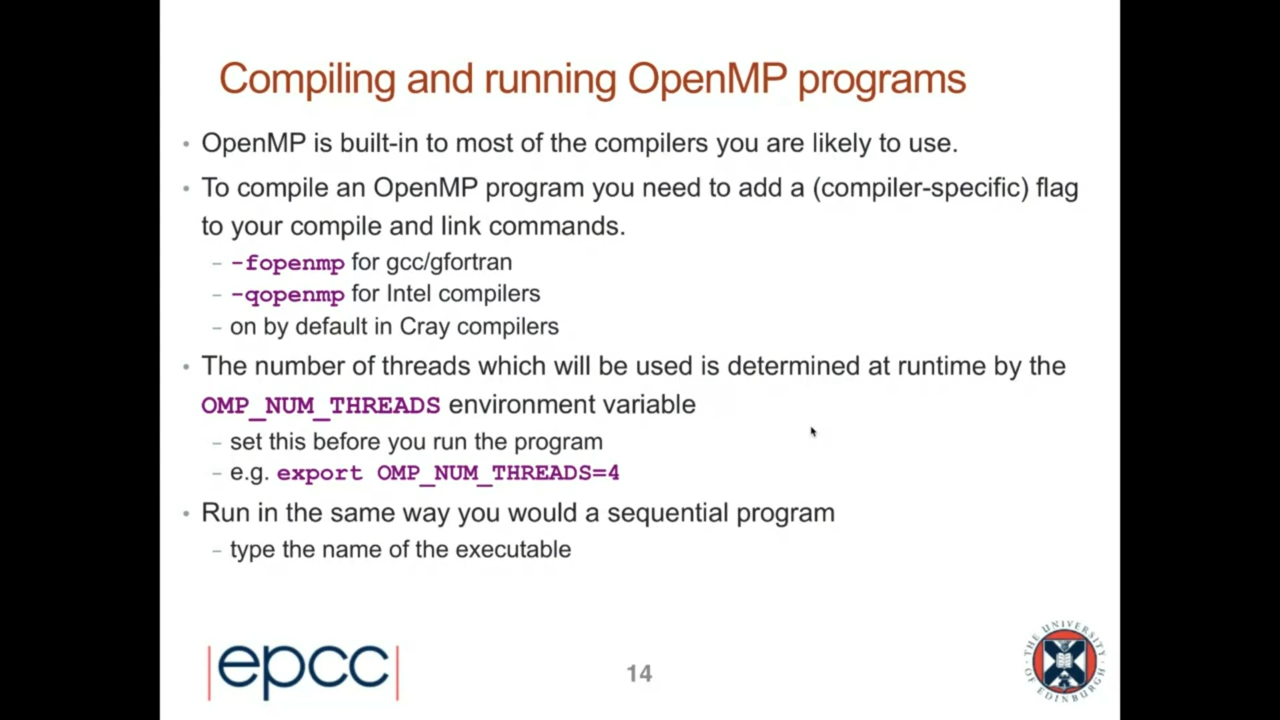 Compiling and running OpenMP programs
• OpenMP is built-in to most of the compilers you are likely to use.
• To compile an OpenMP program you need to add a (compiler-specific) flag
to your compile and link commands.
– -fopenmp for gcc/gfortran
– -qopenmp for Intel compilers
– on by default in Cray compilers
• The number of threads which will be used is determined at runtime by the
OMP_NUM_THREADS environment variable
– set this before you run the program
– e.g. export OMP_NUM_THREADS=4
• Run in the same way you would a sequential program
– type the name of the executable
|epcc|
14
THE UNIVERSITY
OF EDINBURGH